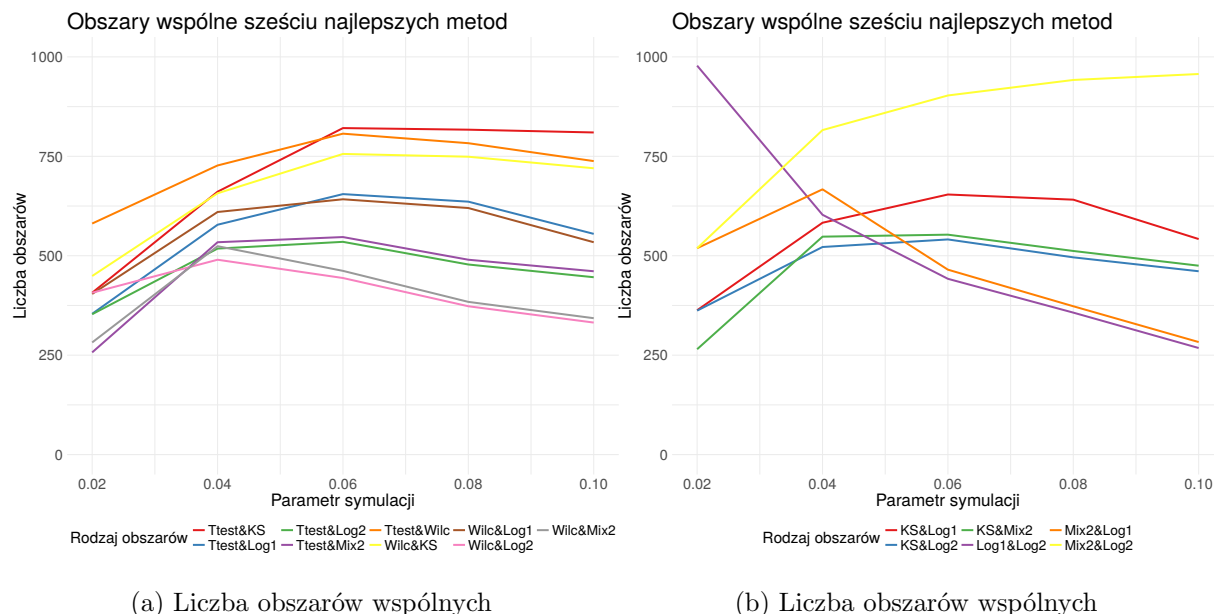 Obszary wspólne sześciu najlepszych metod
1000
750
500
250
0
Liczba obszarów
0.02 0.04 0.06 0.08 0.10
Parametr symulacji
Rodzaj obszarów
Ttest&KS Ttest&Log2 Ttest&Wilc Wilc&Log1 Wilc&Mix2
Ttest&Log1 Ttest&Mix2 Wilc&KS Wilc&Log2
(a) Liczba obszarów wspólnych
Obszary wspólne sześciu najlepszych metod
1000
750
500
250
0
Liczba obszarów
0.02 0.04 0.06 0.08 0.10
Parametr symulacji
Rodzaj obszarów
KS&Log1 KS&Mix2 Mix2&Log1
KS&Log2 Log1&Log2 Mix2&Log2
(b) Liczba obszarów wspólnych